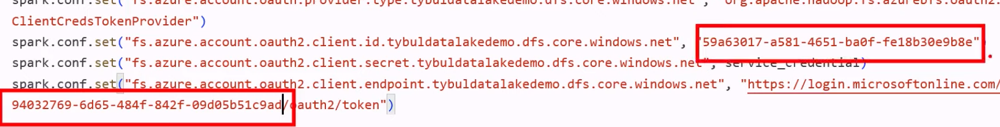 spark.conf.set("fs.azure.account.oauth.provider.type.tybuldatalakedemo.dfs.core.windows.net", "org.apache.hadoop.fs.azurebfs.oauth2.
ClientCredsTokenProvider")
spark.conf.set("fs.azure.account.oauth2.client.id.tybuldatalakedemo.dfs.core.windows.net", "59a63017-a581-4651-ba0f-fe18b30e9b8e")
spark.conf.set("fs.azure.account.oauth2.client.secret.tybuldatalakedemo.dfs.core.windows.net", service_credential)
spark.conf.set("fs.azure.account.oauth2.client.endpoint.tybuldatalakedemo.dfs.core.windows.net", "https://login.microsoftonline.com/
94032769-6d65-484f-842f-09d05b51c9ad/oauth2/token")